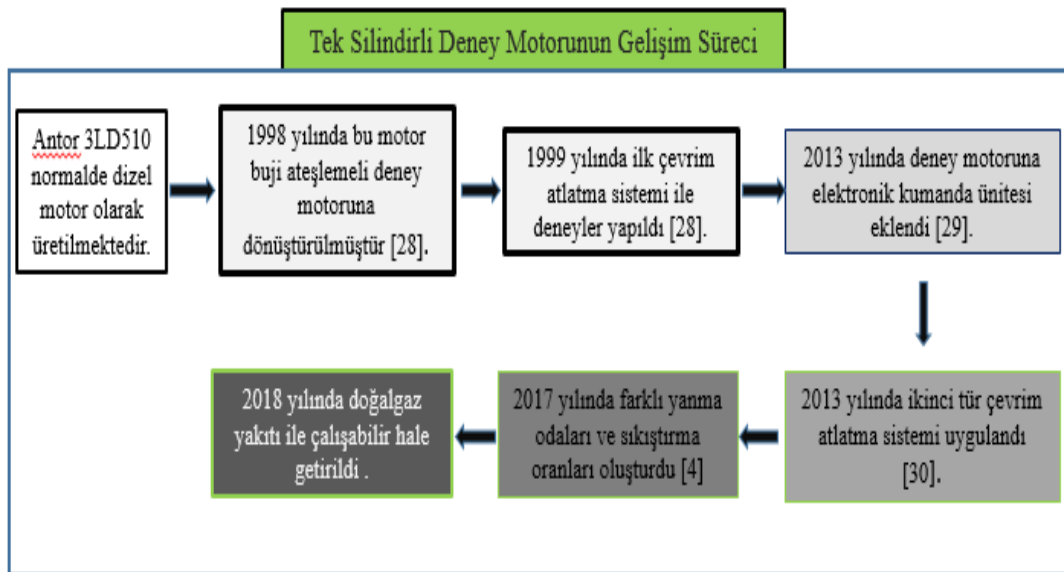 Tek Silindirli Deney Motorunun Gelişim Süreci
Antor 3LD510
normalde dizel
motor olarak
üretilmektedir.
1998 yılında bu motor
buji ateşlemeli deney
motoruna
dönüştürülmüştür [28].
1999 yılında ilk çevrim
atlatma sistemi ile
deneyler yapıldı [28].
2013 yılında deney motoruna
elektronik kumanda ünitesi
eklendi [29].
2013 yılında ikinci tür çevrim
atlatma sistemi uygulandı
[30].
2017 yılında farklı yanma
odaları ve sıkıştırma
oranları oluşturdu [4]
2018 yılında doğalgaz
yakıtı ile çalışabilir hale
getirildi .